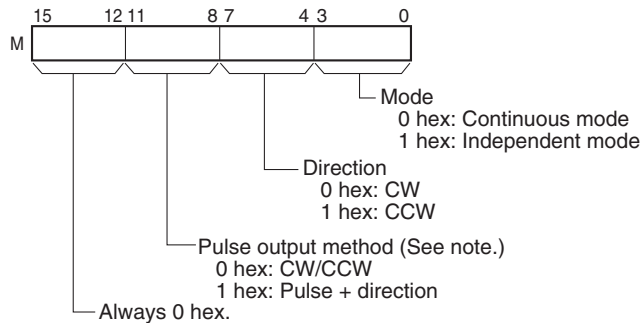 15 12 11 8 7 4 3 0
M
Mode
0 hex: Continuous mode
1 hex: Independent mode
Direction
0 hex: CW
1 hex: CCW
Pulse output method (See note.)
0 hex: CW/CCW
1 hex: Pulse + direction
Always 0 hex.